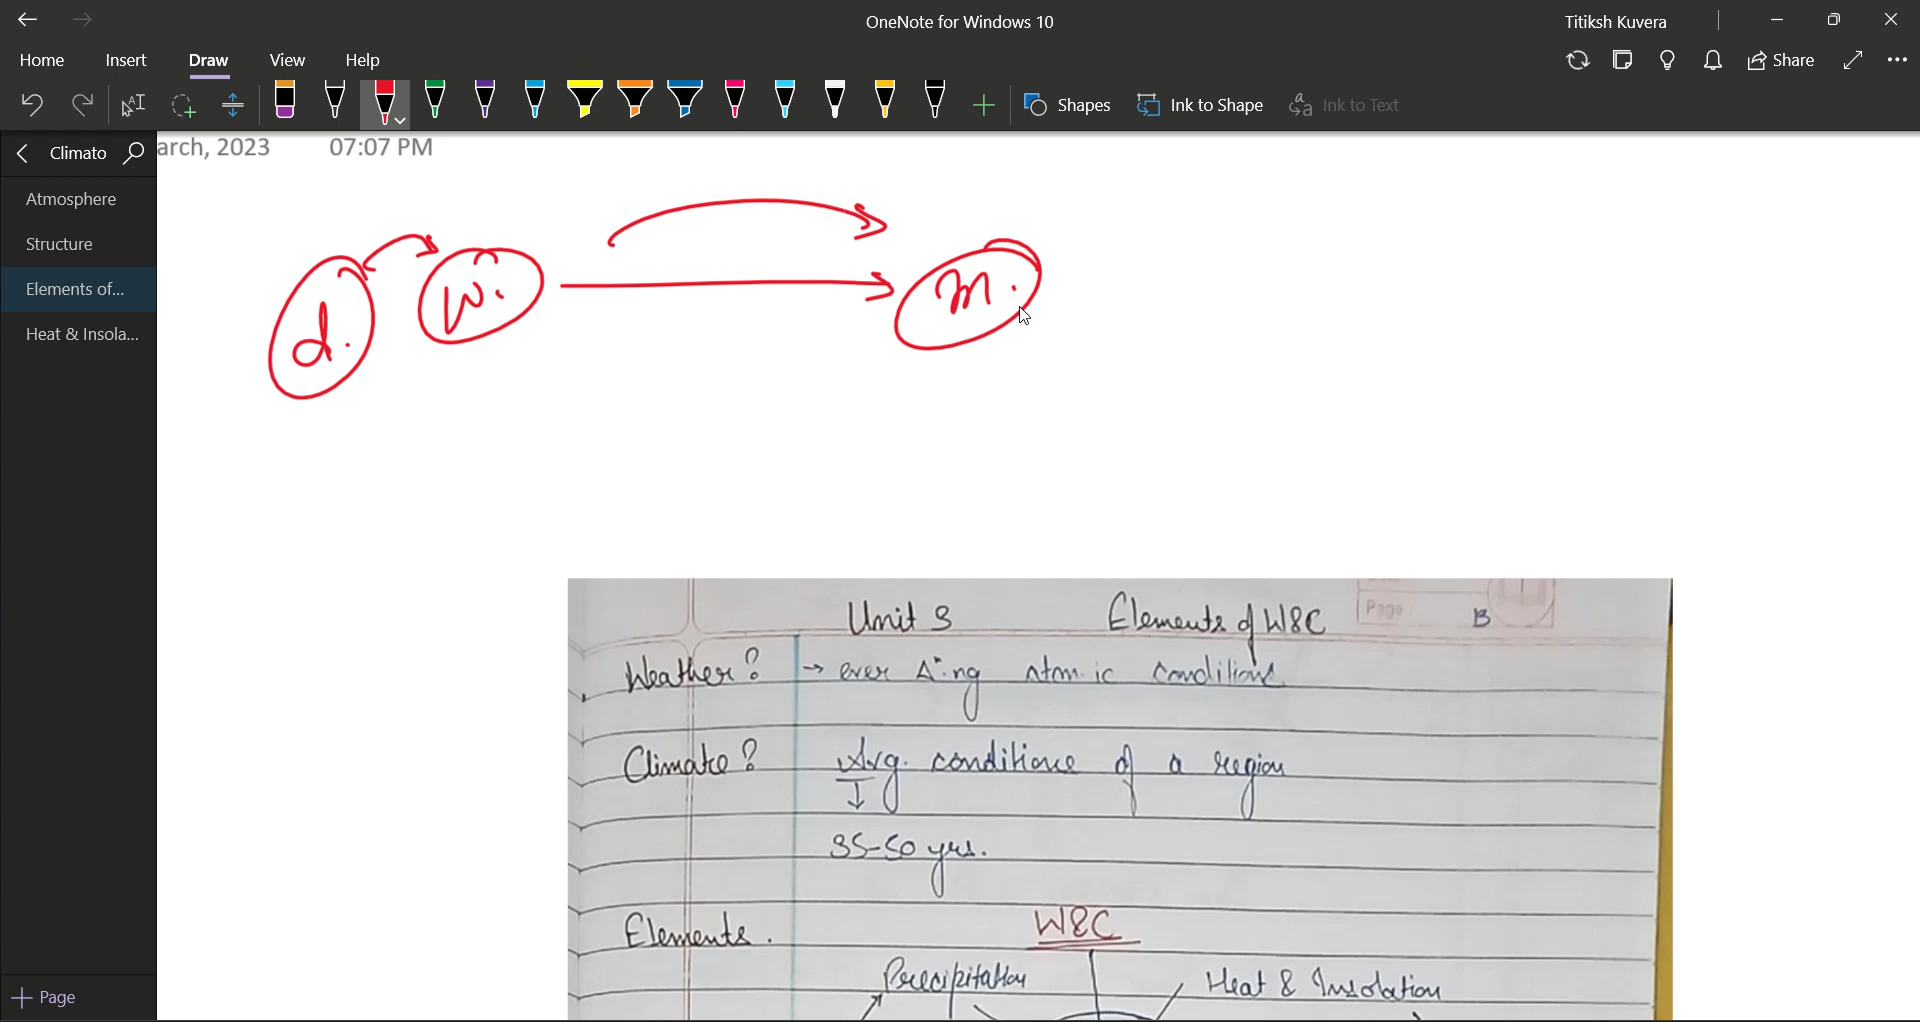 OneNote for Windows 10
Titiksh Kuvera
Home Insert Draw View Help
Share
Shapes Ink to Shape Ink to Text
Climato
arch, 2023 07:07 PM
Atmosphere
Structure
Elements of...
Heat & Insola...
d. w. m.
Page
Unit 3 Elements of W&C B
Weather? → ever Δ·ng atm·ic conditions
Climate? Avg. conditions of a region
35-50 yrs.
Elements. W&C
Precipitation Heat & Insolation
+ Page